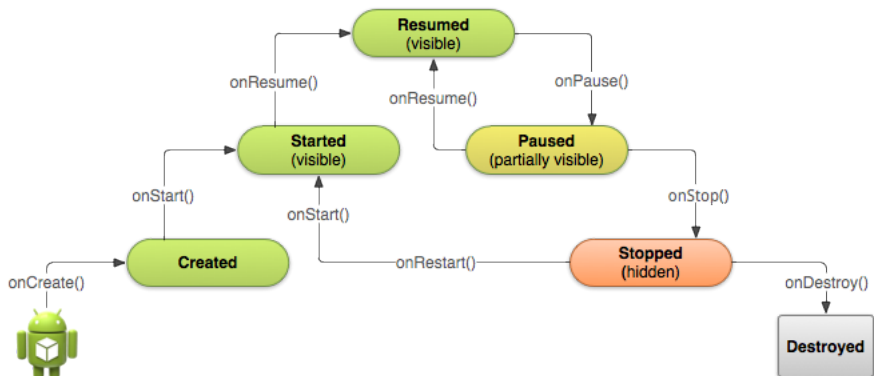 Resumed
(visible)
onResume()
onResume()
onPause()
Started
(visible)
Paused
(partially visible)
onStart()
onStart()
onStop()
Created
onRestart()
Stopped
(hidden)
onCreate()
onDestroy()
Destroyed